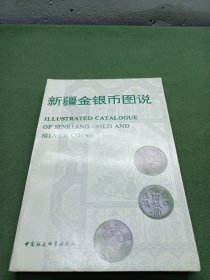 新疆金银币图说
ILLUSTRATED CATALOGUE
OF SINKIANG GOLD AND
SILVER COINS
中国社会科学出版社